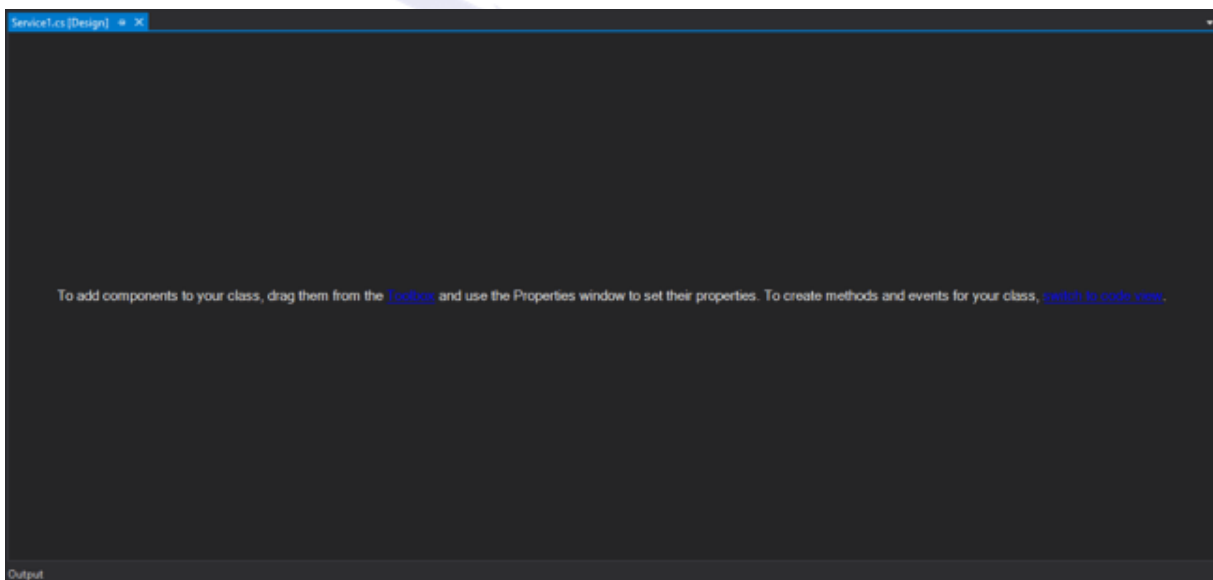 Service1.cs [Design]
To add components to your class, drag them from the Toolbox and use the Properties window to set their properties. To create methods and events for your class, switch to code view.
Output